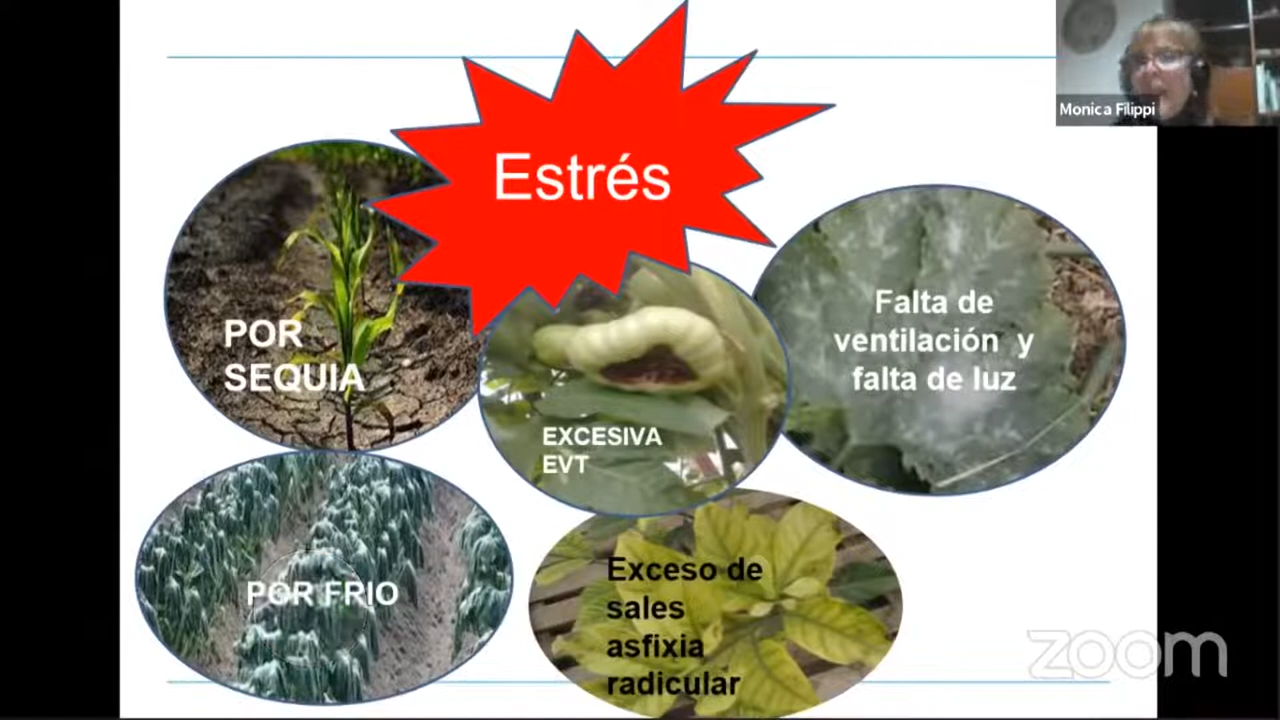 Monica Filippi
Estrés
POR
SEQUIA
EXCESIVA
EVT
Falta de
ventilación y
falta de luz
POR FRIO
Exceso de
sales
asfixia
radicular
zoom